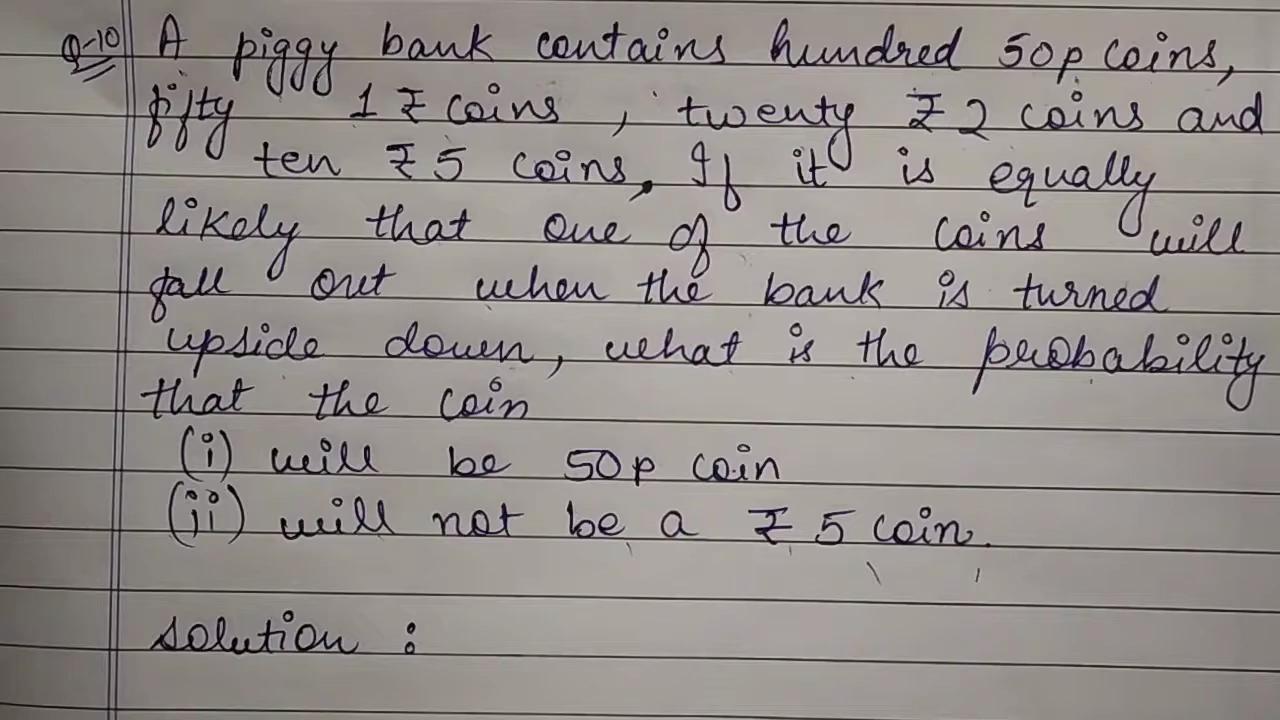 Q-10 A piggy bank contains hundred 50p coins,
fifty 1 ₹ coins, twenty ₹ 2 coins and
ten ₹ 5 coins, If it is equally
likely that one of the coins will
fall out when the bank is turned
upside down, what is the probability
that the coin
(i) will be 50p coin
(ii) will not be a ₹ 5 coin.
solution :